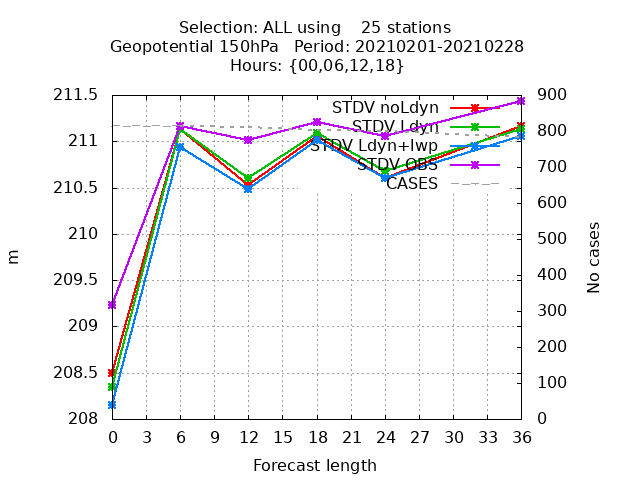 Selection: ALL using    25 stations
Geopotential 150hPa   Period: 20210201-20210228
Hours: {00,06,12,18}
211.5
211
210.5
210
209.5
209
208.5
208
m
STDV noLdyn
STDV Ldyn
STDV Ldyn+lwp
STDV OBS
CASES
900
800
700
600
500
400
300
200
100
0
No cases
0 3 6 9 12 15 18 21 24 27 30 33 36
Forecast length